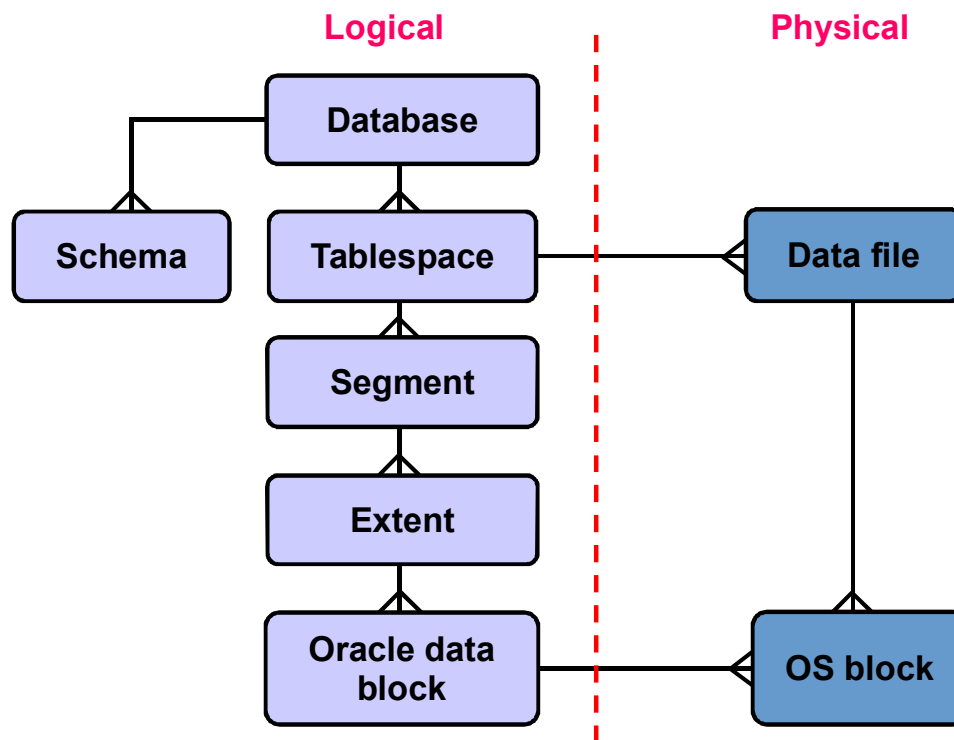 Logical
Physical
Database
Schema
Tablespace
Data file
Segment
Extent
Oracle data
block
OS block